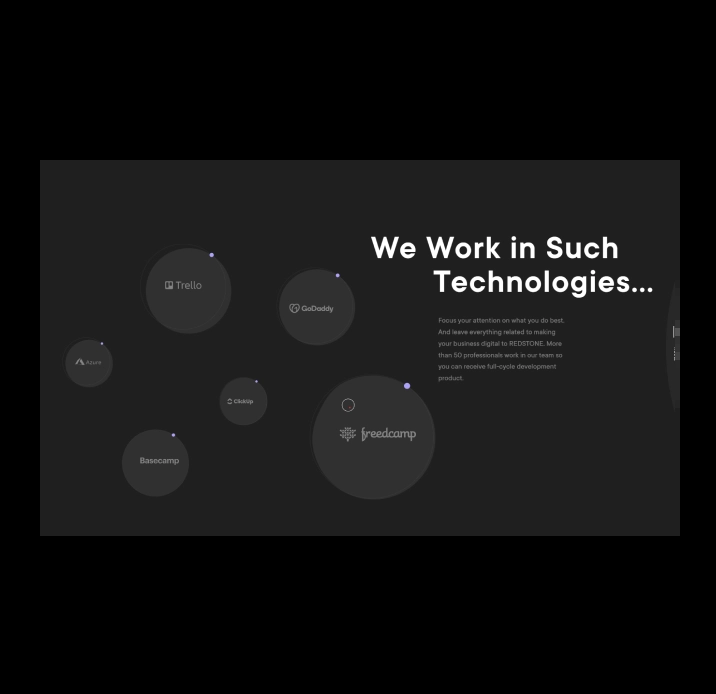 We Work in Such
Technologies...
Trello
GoDaddy
Focus your attention on what you do best.
And leave everything related to making
your business digital to REDSTONE. More
than 50 professionals work in our team so
you can receive full-cycle development
product.
Azure
ClickUp
freedcamp
Basecamp